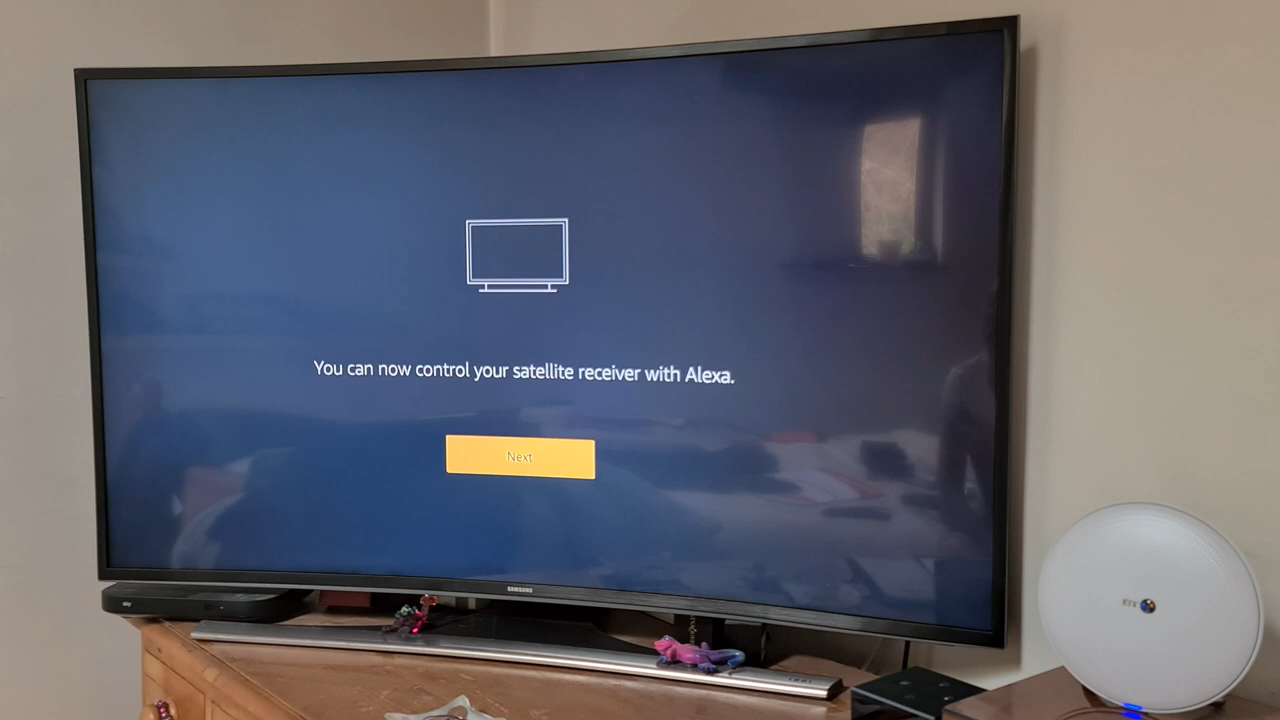 You can now control your satellite receiver with Alexa.
Next
SAMSUNG
sky
BT